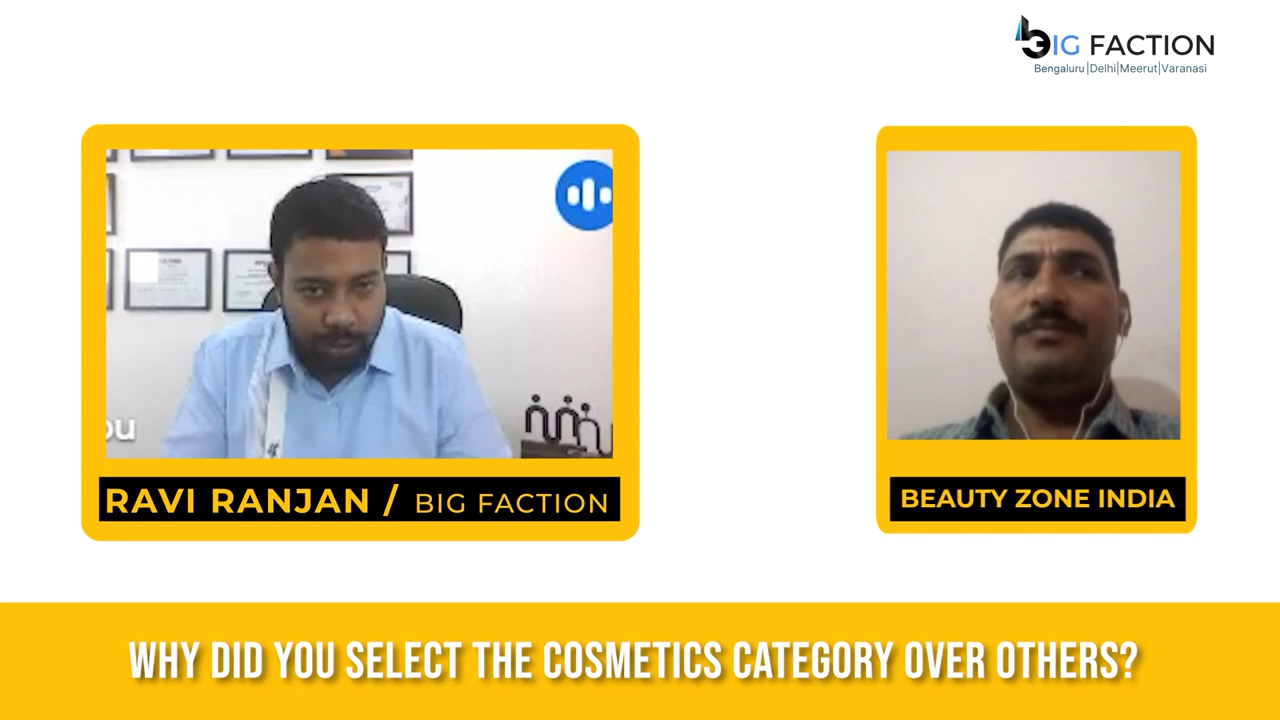 BIG FACTION
Bengaluru|Delhi|Meerut|Varanasi
ou
RAVI RANJAN / BIG FACTION
BEAUTY ZONE INDIA
WHY DID YOU SELECT THE COSMETICS CATEGORY OVER OTHERS?